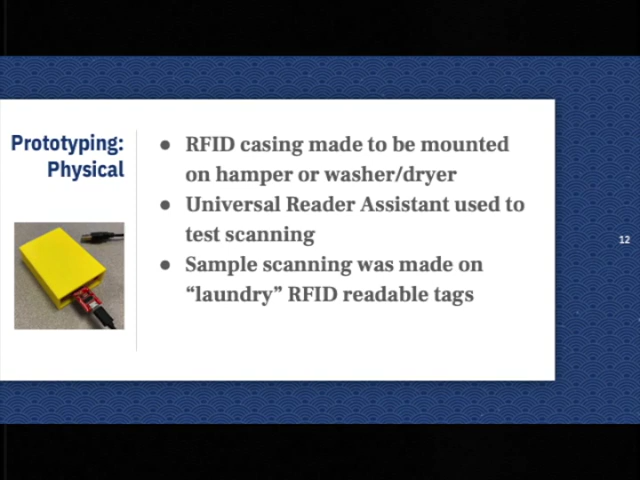 Prototyping:
Physical
● RFID casing made to be mounted
on hamper or washer/dryer
● Universal Reader Assistant used to
test scanning
● Sample scanning was made on
“laundry” RFID readable tags
12